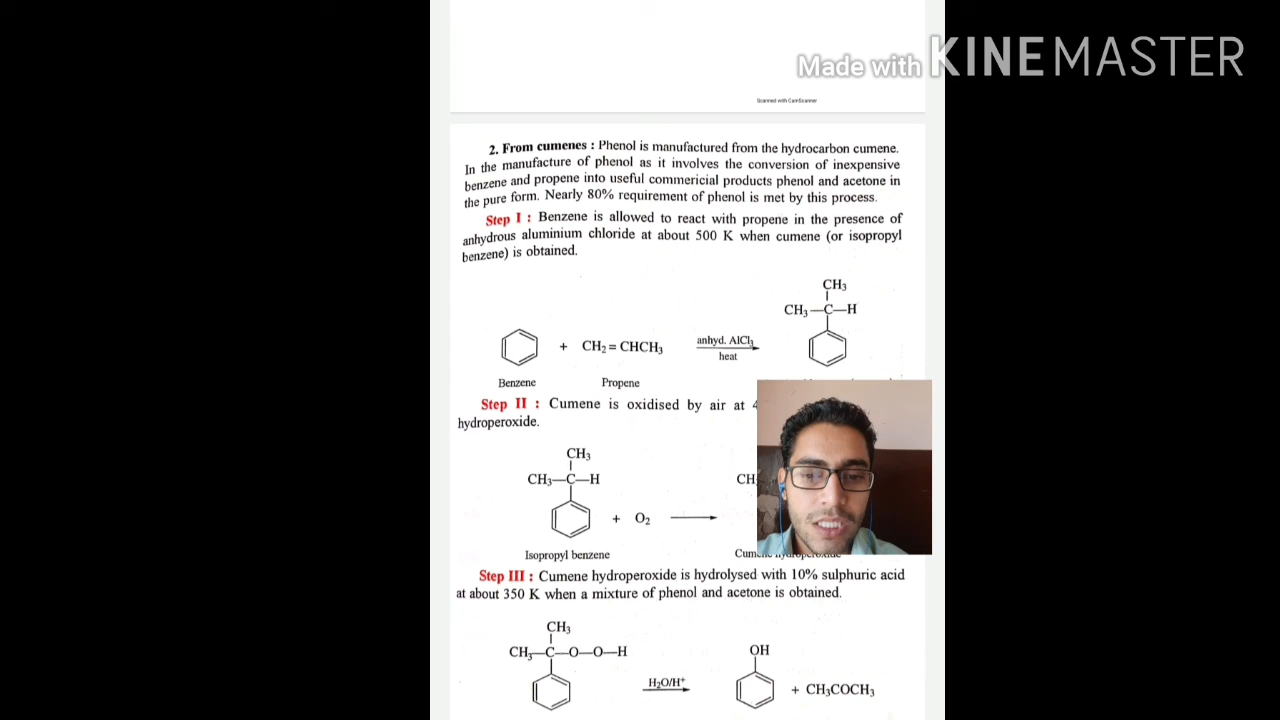 Made with KINEMASTER
Scanned with CamScanner
2. From cumenes : Phenol is manufactured from the hydrocarbon cumene.
In the manufacture of phenol as it involves the conversion of inexpensive
benzene and propene into useful commericial products phenol and acetone in
the pure form. Nearly 80% requirement of phenol is met by this process.
Step I : Benzene is allowed to react with propene in the presence of
anhydrous aluminium chloride at about 500 K when cumene (or isopropyl
benzene) is obtained.
CH₃
CH₃—C—H
+ CH₂ = CHCH₃
anhyd. AlCl₃
heat
Benzene Propene
Step II : Cumene is oxidised by air at
hydroperoxide.
CH₃
CH₃—C—H
CH
+ O₂
Isopropyl benzene
Cumene hydroperoxide
Step III : Cumene hydroperoxide is hydrolysed with 10% sulphuric acid
at about 350 K when a mixture of phenol and acetone is obtained.
CH₃
CH₃—C—O—O—H
OH
H₂O/H⁺
+ CH₃COCH₃